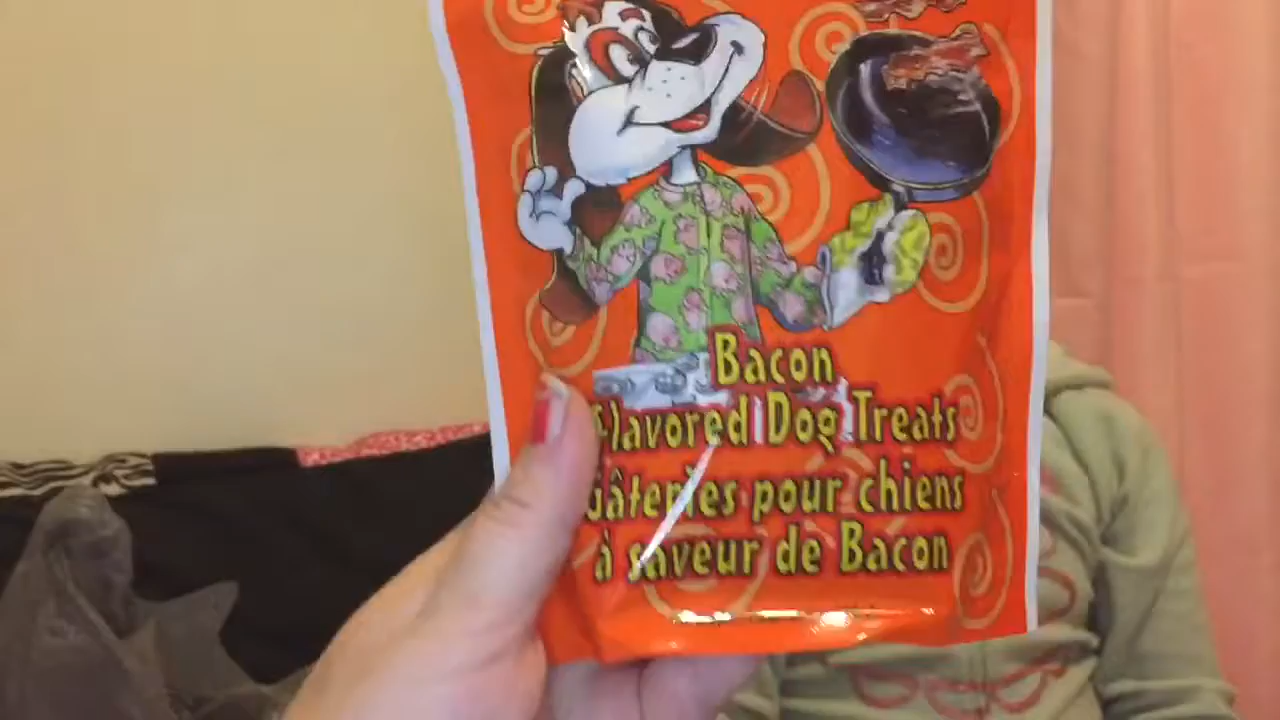 Bacon
Flavored Dog Treats
Gâteries pour chiens
à saveur de Bacon